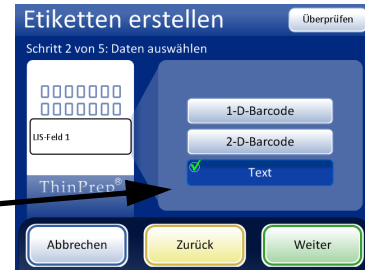 Etiketten erstellen
Überprüfen
Schritt 2 von 5: Daten auswählen
LIS-Feld 1
ThinPrep®
1-D-Barcode
2-D-Barcode
Text
Abbrechen
Zurück
Weiter